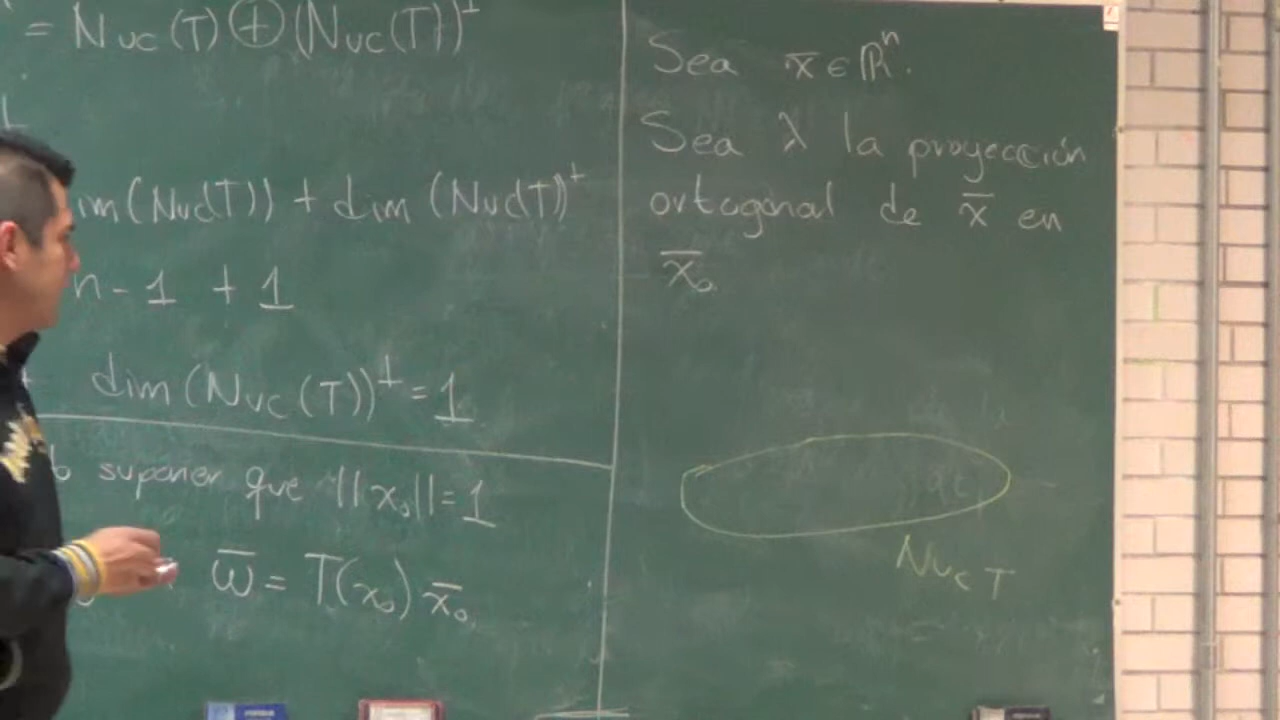 = Nuc(T) ⊕ (Nuc(T))^⊥
im(Nuc(T)) + dim (Nuc(T))^⊥
n - 1 + 1
dim (Nuc(T))^⊥ = 1
suponer que ||x₀|| = 1
w̄ = T(x₀) x̄₀.
Sea x̄ ∈ ℝⁿ.
Sea λ la proyección
ortogonal de x̄ en
x̄₀.
Nuc T